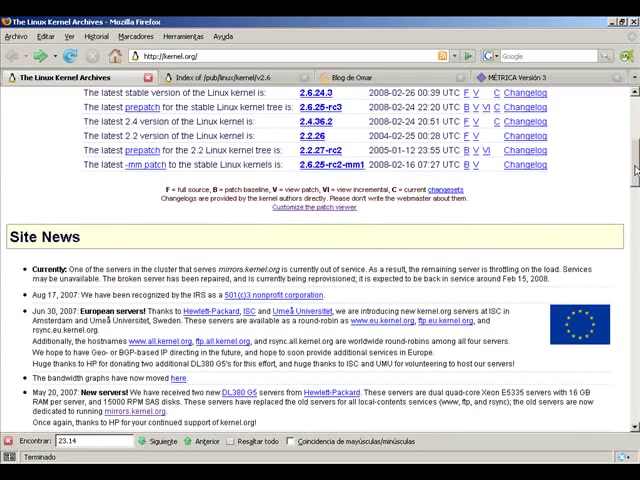 The Linux Kernel Archives - Mozilla Firefox
Archivo Editar Ver Historial Marcadores Herramientas Ayuda
http://kernel.org/ Google
The Linux Kernel Archives Index of /pub/linux/kernel/v2.6 Blog de Omar MÉTRICA Versión 3
The latest stable version of the Linux kernel is: 2.6.24.3 2008-02-26 00:39 UTC F V C Changelog
The latest prepatch for the stable Linux kernel tree is: 2.6.25-rc3 2008-02-24 22:20 UTC F V VI C Changelog
The latest 2.4 version of the Linux kernel is: 2.4.36.2 2008-02-24 20:51 UTC F V C Changelog
The latest 2.2 version of the Linux kernel is: 2.2.26 2004-02-25 00:28 UTC F V Changelog
The latest prepatch for the 2.2 Linux kernel tree is: 2.2.27-rc2 2005-01-12 23:55 UTC B V VI Changelog
The latest -mm patch to the stable Linux kernels is: 2.6.25-rc2-mm1 2008-02-16 07:27 UTC B V Changelog
F = full source, B = patch baseline, V = view patch, VI = view incremental, C = current changesets
Changelogs are provided by the kernel authors directly. Please don't write the webmaster about them.
Customize the patch viewer
Site News
Currently: One of the servers in the cluster that serves mirrors.kernel.org is currently out of service. As a result, the remaining server is throttling on the load. Services
may be unavailable. The broken server has been repaired, and is currently being reprovisioned; it is expected to be back in service around Feb 15, 2008.
Aug 17, 2007: We have been recognized by the IRS as a 501(c)3 nonprofit corporation.
Jun 30, 2007: European servers! Thanks to Hewlett-Packard, ISC and Umeå Universitet, we are introducing new kernel.org servers at ISC in
Amsterdam and Umeå Universitet, Sweden. These servers are available as a round-robin as www.eu.kernel.org, ftp.eu.kernel.org, and
rsync.eu.kernel.org.
Additionally, the hostnames www.all.kernel.org, ftp.all.kernel.org, and rsync.all.kernel.org are worldwide round-robins among all four servers.
We hope to have Geo- or BGP-based IP directing in the future, and hope to soon provide additional services in Europe.
Huge thanks to HP for donating two additional DL380 G5's for this effort, and huge thanks to ISC and UMU for volunteering to host our servers!
The bandwidth graphs have now moved here.
May 20, 2007: New servers! We have received two new DL380 G5 servers from Hewlett-Packard. These servers are dual quad-core Xeon E5335 servers with 16 GB
RAM per server, and 15000 RPM SAS disks. These servers have replaced the old servers for all local-contents services (www, ftp, and rsync); the old servers are now
dedicated to running mirrors.kernel.org.
Once again, thanks to HP for your continued support of kernel.org!
Encontrar: 23.14 Siguiente Anterior Resaltar todo Coincidencia de mayúsculas/minúsculas
Terminado